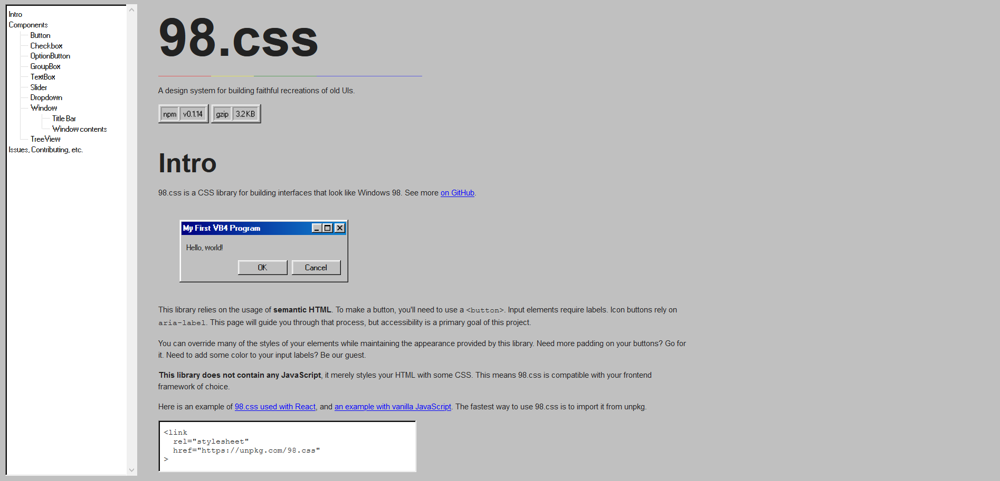 Intro
Components
Button
Checkbox
OptionButton
GroupBox
TextBox
Slider
Dropdown
Window
Title Bar
Window contents
TreeView
Issues, Contributing, etc.
98.css
A design system for building faithful recreations of old UIs.
npm v0.1.14 gzip 3.2 KB
Intro
98.css is a CSS library for building interfaces that look like Windows 98. See more on GitHub.
My First VB4 Program
Hello, world!
OK Cancel
This library relies on the usage of semantic HTML. To make a button, you'll need to use a <button>. Input elements require labels. Icon buttons rely on
aria-label. This page will guide you through that process, but accessibility is a primary goal of this project.
You can override many of the styles of your elements while maintaining the appearance provided by this library. Need more padding on your buttons? Go for
it. Need to add some color to your input labels? Be our guest.
This library does not contain any JavaScript, it merely styles your HTML with some CSS. This means 98.css is compatible with your frontend
framework of choice.
Here is an example of 98.css used with React, and an example with vanilla JavaScript. The fastest way to use 98.css is to import it from unpkg.
<link
  rel="stylesheet"
  href="https://unpkg.com/98.css"
>